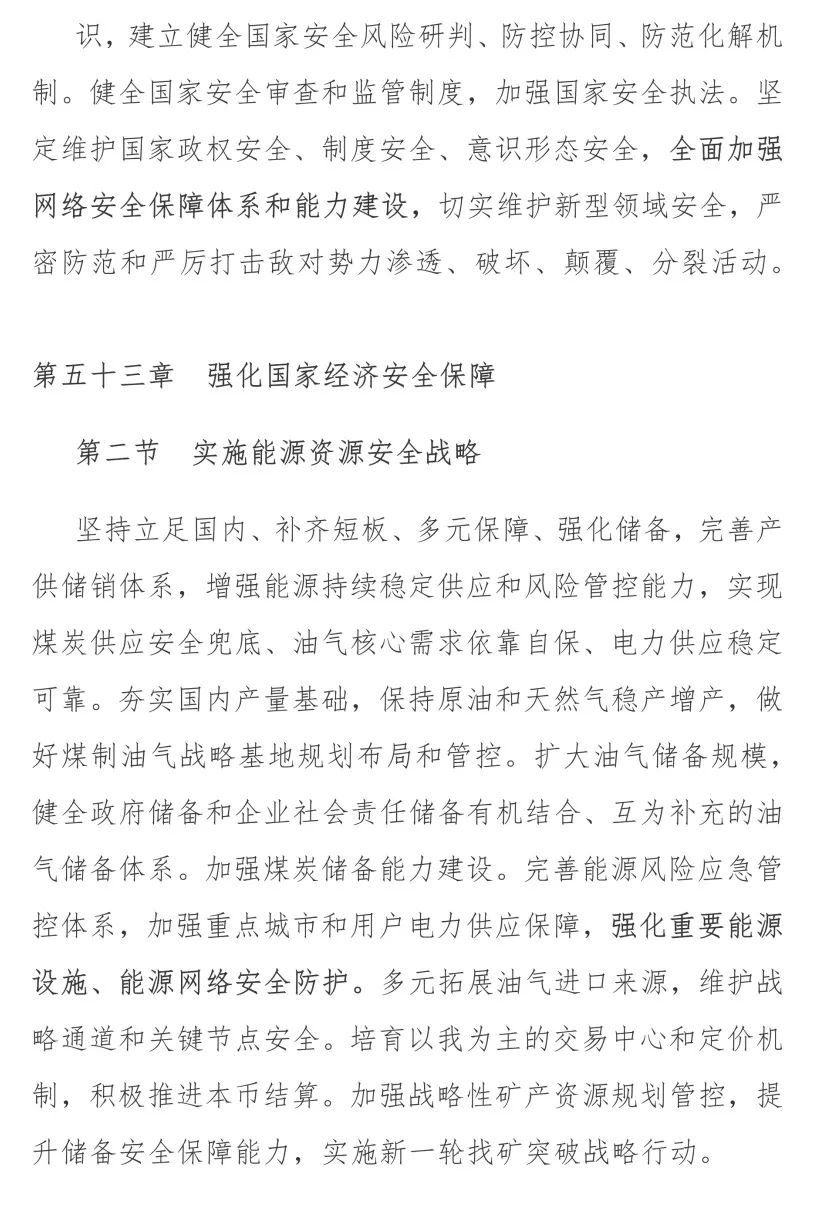 识，建立健全国家安全风险研判、防控协同、防范化解机
制。健全国家安全审查和监管制度，加强国家安全执法。坚
定维护国家政权安全、制度安全、意识形态安全，全面加强
网络安全保障体系和能力建设，切实维护新型领域安全，严
密防范和严厉打击敌对势力渗透、破坏、颠覆、分裂活动。
第五十三章　强化国家经济安全保障
第二节　实施能源资源安全战略
坚持立足国内、补齐短板、多元保障、强化储备，完善产
供储销体系，增强能源持续稳定供应和风险管控能力，实现
煤炭供应安全兜底、油气核心需求依靠自保、电力供应稳定
可靠。夯实国内产量基础，保持原油和天然气稳产增产，做
好煤制油气战略基地规划布局和管控。扩大油气储备规模，
健全政府储备和企业社会责任储备有机结合、互为补充的油
气储备体系。加强煤炭储备能力建设。完善能源风险应急管
控体系，加强重点城市和用户电力供应保障，强化重要能源
设施、能源网络安全防护。多元拓展油气进口来源，维护战
略通道和关键节点安全。培育以我为主的交易中心和定价机
制，积极推进本币结算。加强战略性矿产资源规划管控，提
升储备安全保障能力，实施新一轮找矿突破战略行动。